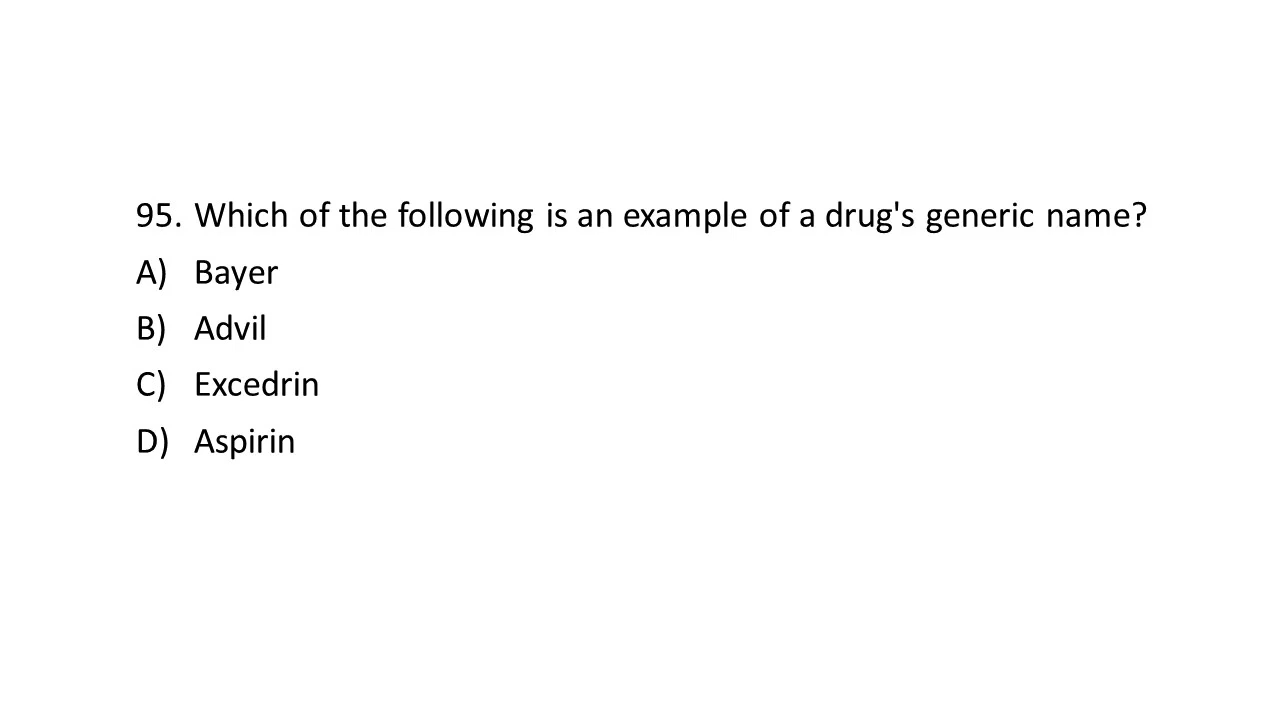 95. Which of the following is an example of a drug's generic name?
A) Bayer
B) Advil
C) Excedrin
D) Aspirin